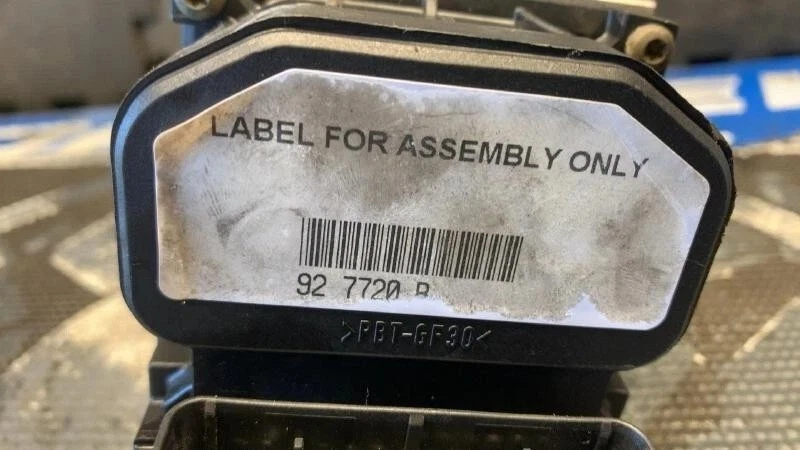 LABEL FOR ASSEMBLY ONLY
92 7720
>PBT-GF30<